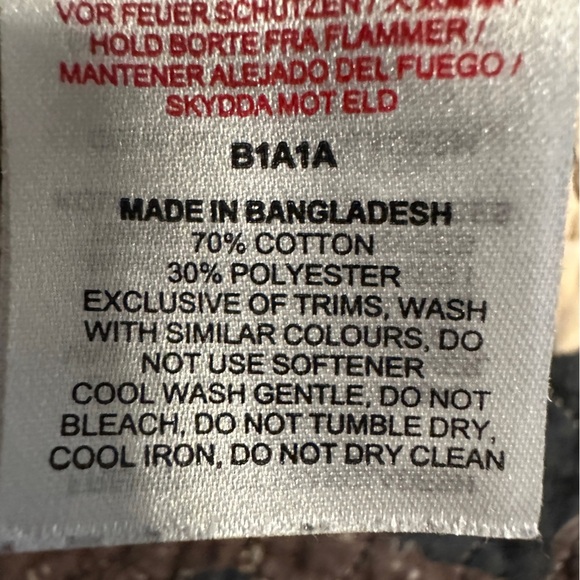 VOR FEUER SCHÜTZEN /
HOLD BORTE FRA FLAMMER /
MANTENER ALEJADO DEL FUEGO /
SKYDDA MOT ELD
B1A1A
MADE IN BANGLADESH
70% COTTON
30% POLYESTER
EXCLUSIVE OF TRIMS, WASH
WITH SIMILAR COLOURS, DO
NOT USE SOFTENER
COOL WASH GENTLE, DO NOT
BLEACH, DO NOT TUMBLE DRY,
COOL IRON, DO NOT DRY CLEAN